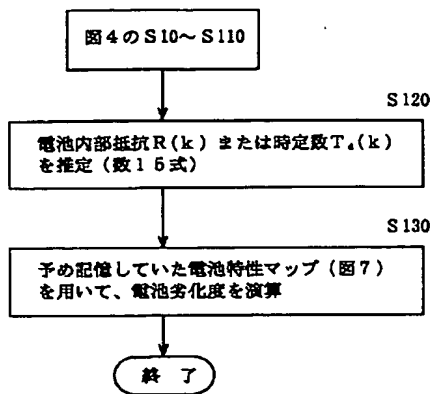 図4のS10～S110
S120
電池内部抵抗R(k)または時定数Td(k)
を推定(数15式)
S130
予め記憶していた電池特性マップ(図7)
を用いて、電池劣化度を演算
終 了